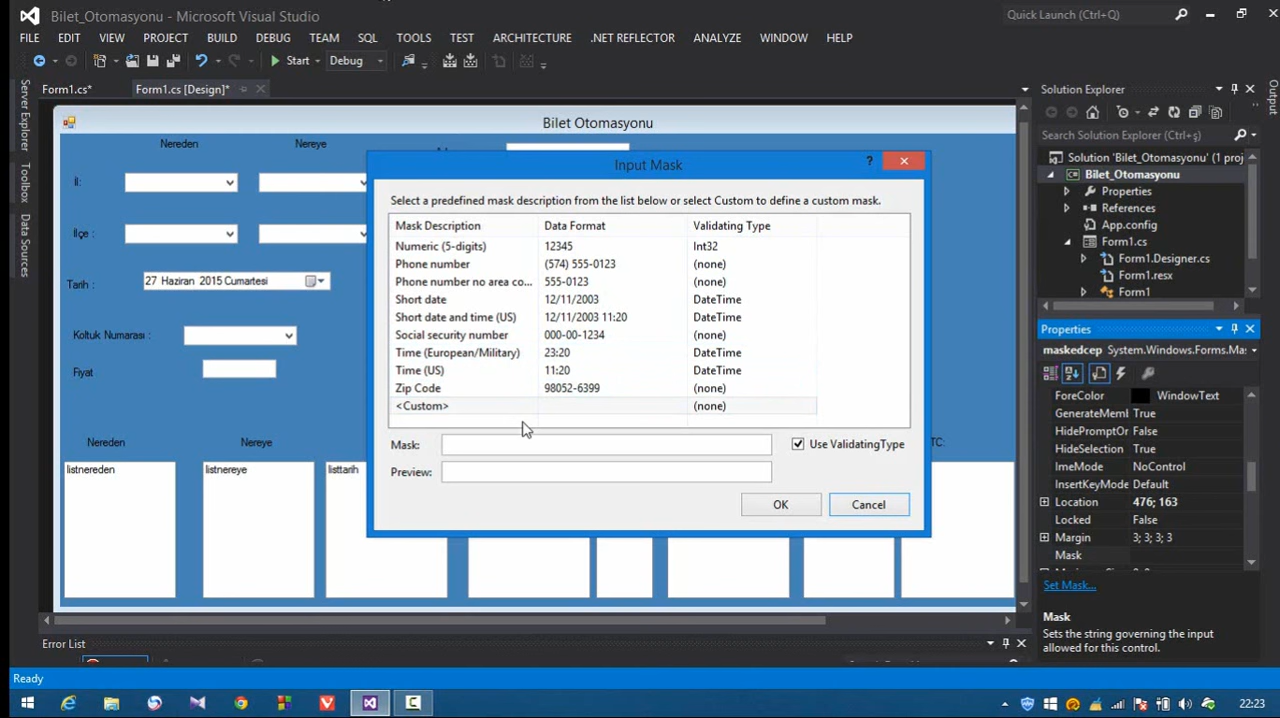 Bilet_Otomasyonu - Microsoft Visual Studio
Quick Launch (Ctrl+Q)
FILE EDIT VIEW PROJECT BUILD DEBUG TEAM SQL TOOLS TEST ARCHITECTURE .NET REFLECTOR ANALYZE WINDOW HELP
Start Debug
Server Explorer
Toolbox
Data Sources
Form1.cs* Form1.cs [Design]*
Bilet Otomasyonu
Nereden Nereye
İl:
İlçe :
Tarih : 27 Haziran 2015 Cumartesi
Koltuk Numarası :
Fiyat
Nereden Nereye TC:
listnereden listnereye listtarih
Input Mask
?
Select a predefined mask description from the list below or select Custom to define a custom mask.
Mask Description Data Format Validating Type
Numeric (5-digits) 12345 Int32
Phone number (574) 555-0123 (none)
Phone number no area co... 555-0123 (none)
Short date 12/11/2003 DateTime
Short date and time (US) 12/11/2003 11:20 DateTime
Social security number 000-00-1234 (none)
Time (European/Military) 23:20 DateTime
Time (US) 11:20 DateTime
Zip Code 98052-6399 (none)
<Custom> (none)
Mask: Use ValidatingType
Preview:
OK Cancel
Solution Explorer
Search Solution Explorer (Ctrl+ş)
Solution 'Bilet_Otomasyonu' (1 proj
Bilet_Otomasyonu
Properties
References
App.config
Form1.cs
Form1.Designer.cs
Form1.resx
Form1
Output
Properties
maskedcep System.Windows.Forms.Ma
ForeColor WindowText
GenerateMemb True
HidePromptOr False
HideSelection True
ImeMode NoControl
InsertKeyMode Default
Location 476; 163
Locked False
Margin 3; 3; 3; 3
Mask
Set Mask...
Mask
Sets the string governing the input
allowed for this control.
Error List
Ready
22:23